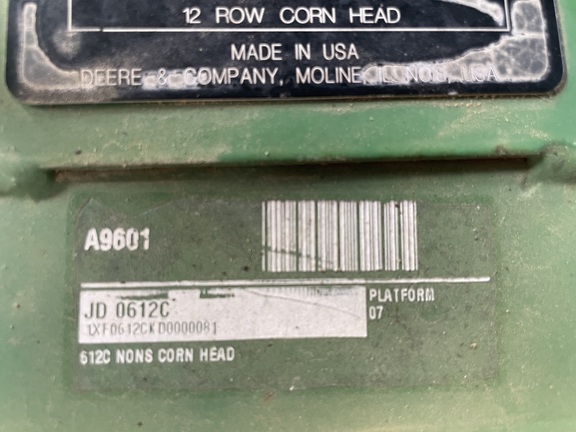 12 ROW CORN HEAD
MADE IN USA
DEERE & COMPANY, MOLINE, ILLINOIS, USA
A9601
JD 0612C
1XF0612CKD0000081
PLATFORM
07
612C NONS CORN HEAD